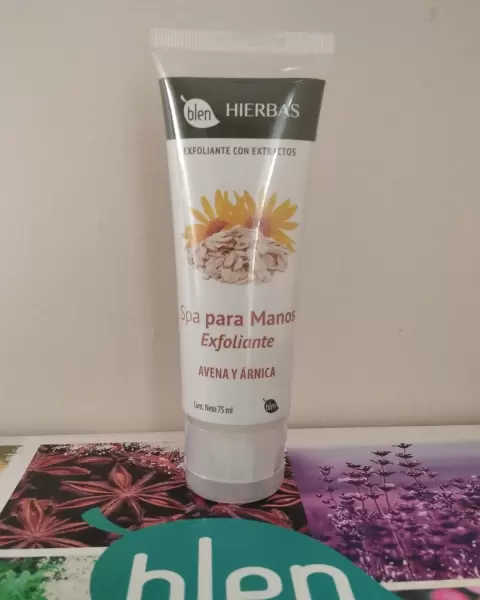 blen HIERBAS
EXFOLIANTE CON EXTRACTOS
Spa para Manos
Exfoliante
AVENA Y ÁRNICA
Cont. Neto 75 ml
blen
blen